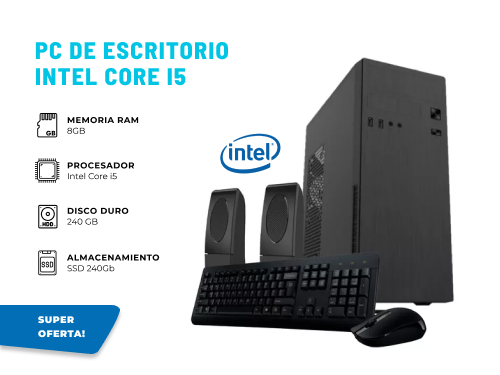 PC DE ESCRITORIO
INTEL CORE I5
MEMORIA RAM
8GB
GB
PROCESADOR
Intel Core i5
DISCO DURO
240 GB
HDD
ALMACENAMIENTO
SSD 240Gb
SSD
intel
SUPER
OFERTA!